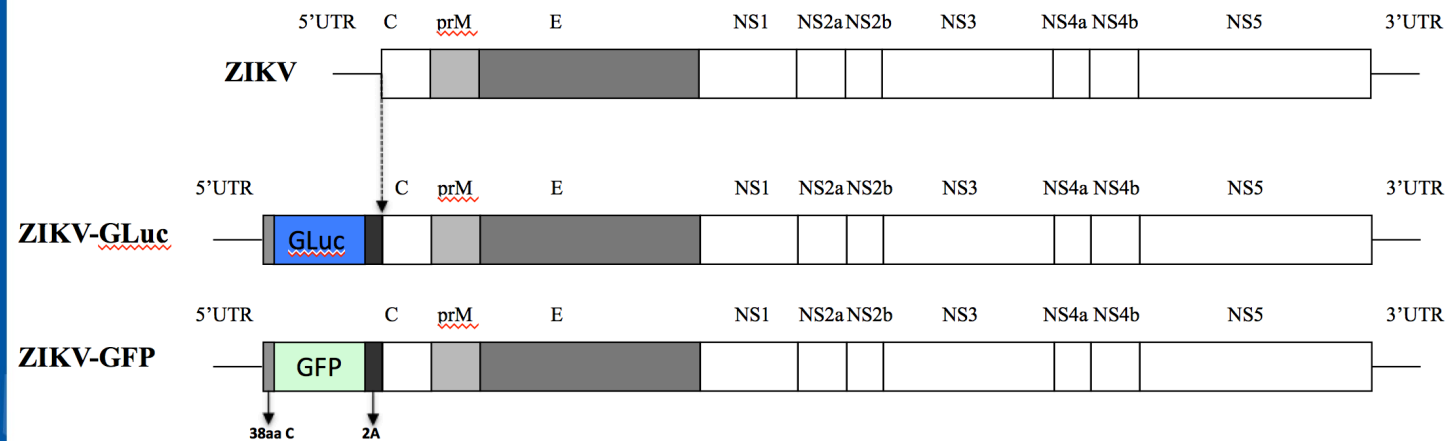 5’UTR C prM E NS1 NS2a NS2b NS3 NS4a NS4b NS5 3’UTR
ZIKV
5’UTR C prM E NS1 NS2a NS2b NS3 NS4a NS4b NS5 3’UTR
ZIKV-GLuc GLuc
5’UTR C prM E NS1 NS2a NS2b NS3 NS4a NS4b NS5 3’UTR
ZIKV-GFP GFP
38aa C 2A